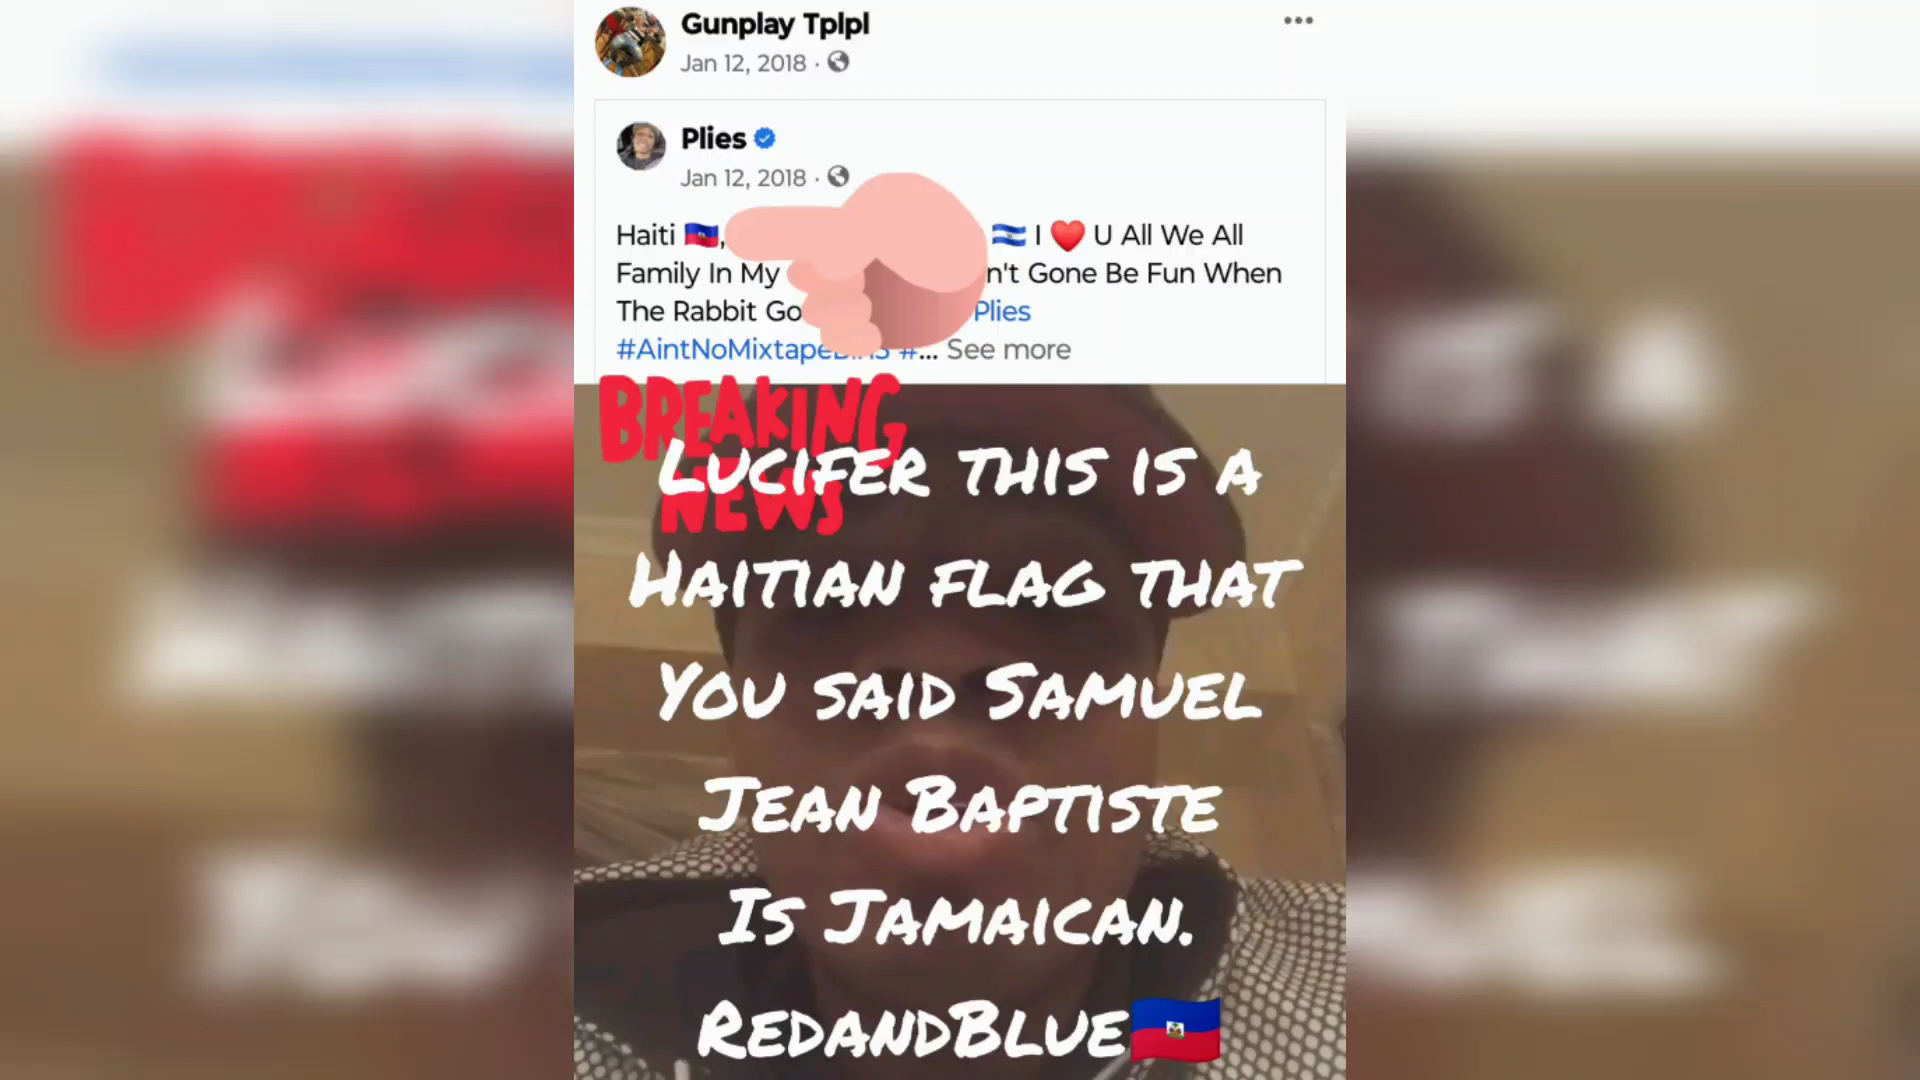 Gunplay Tplpl
Jan 12, 2018
Plies
Jan 12, 2018
Haiti I U All We All
Family In My n't Gone Be Fun When
The Rabbit Go Plies
#AintNoMixtape #... See more
BREAKING
NEWS
LUCIFER THIS IS A
HAITIAN FLAG THAT
YOU SAID SAMUEL
JEAN BAPTISTE
IS JAMAICAN.
REDANDBLUE